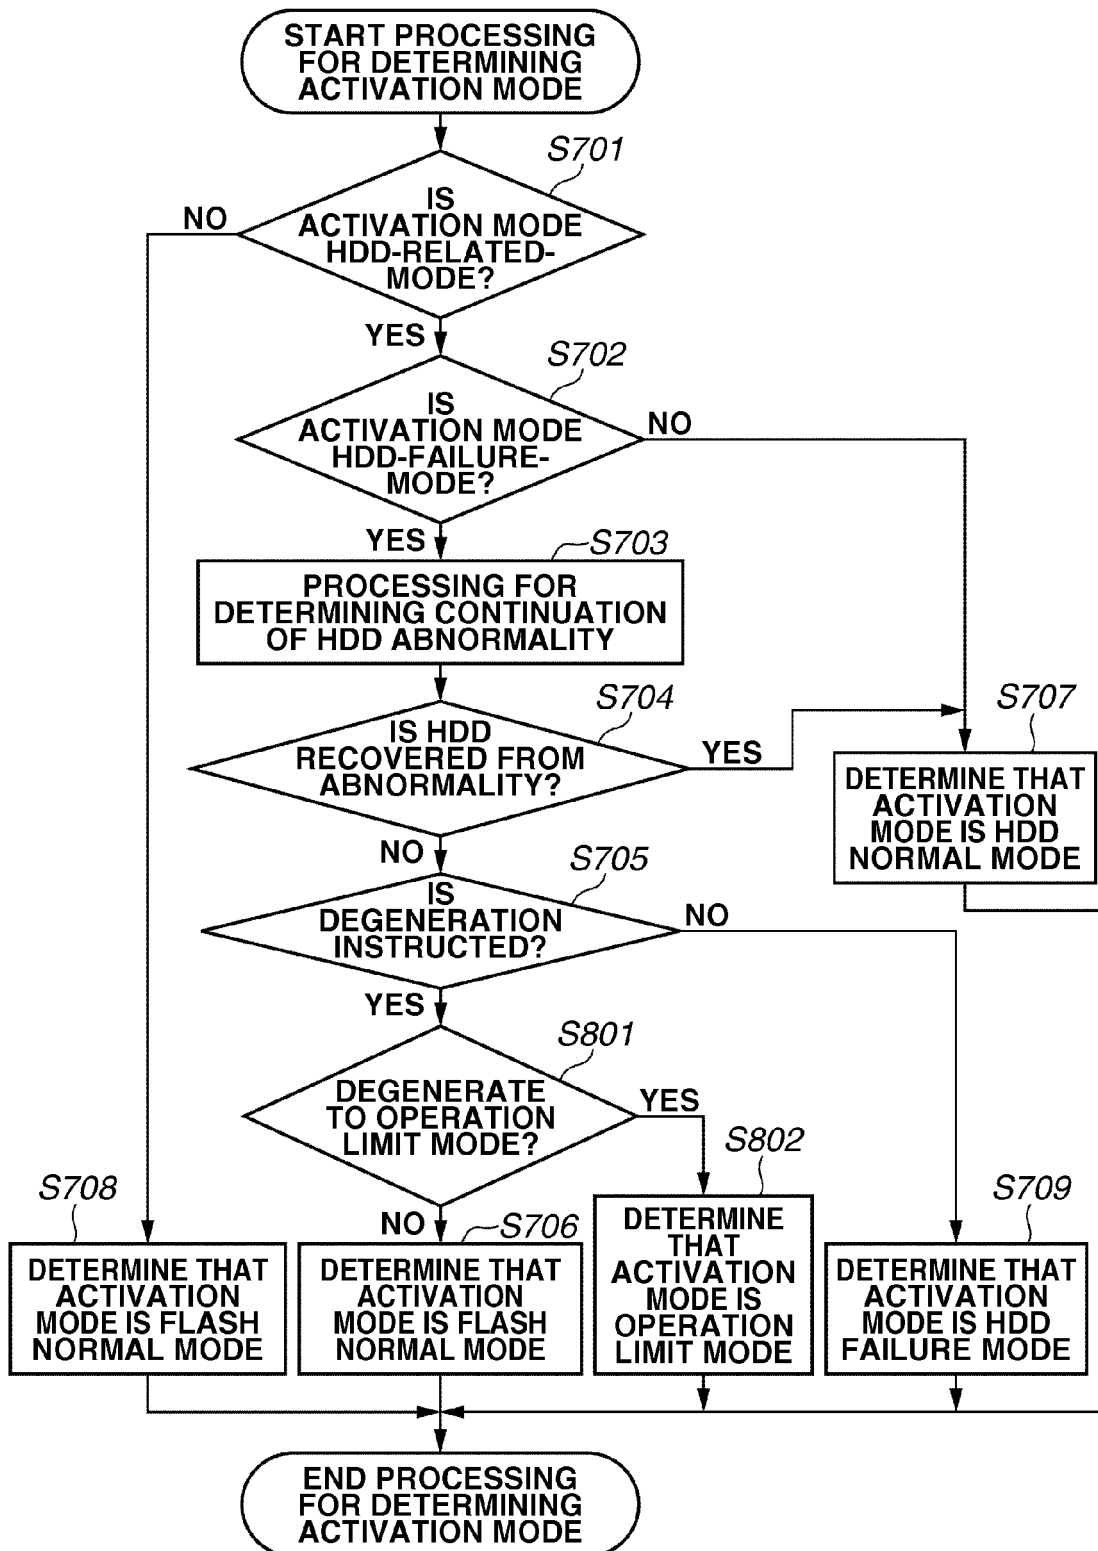 START PROCESSING
FOR DETERMINING
ACTIVATION MODE
S701
IS
ACTIVATION MODE
HDD-RELATED-
MODE?
NO
YES
S702
IS
ACTIVATION MODE
HDD-FAILURE-
MODE?
NO
YES
S703
PROCESSING FOR
DETERMINING CONTINUATION
OF HDD ABNORMALITY
S704
IS HDD
RECOVERED FROM
ABNORMALITY?
YES
NO
S707
DETERMINE THAT
ACTIVATION
MODE IS HDD
NORMAL MODE
S705
IS
DEGENERATION
INSTRUCTED?
NO
YES
S801
DEGENERATE
TO OPERATION
LIMIT MODE?
YES
NO
S708
DETERMINE THAT
ACTIVATION
MODE IS FLASH
NORMAL MODE
S706
DETERMINE THAT
ACTIVATION
MODE IS FLASH
NORMAL MODE
S802
DETERMINE
THAT
ACTIVATION
MODE IS
OPERATION
LIMIT MODE
S709
DETERMINE THAT
ACTIVATION
MODE IS HDD
FAILURE MODE
END PROCESSING
FOR DETERMINING
ACTIVATION MODE